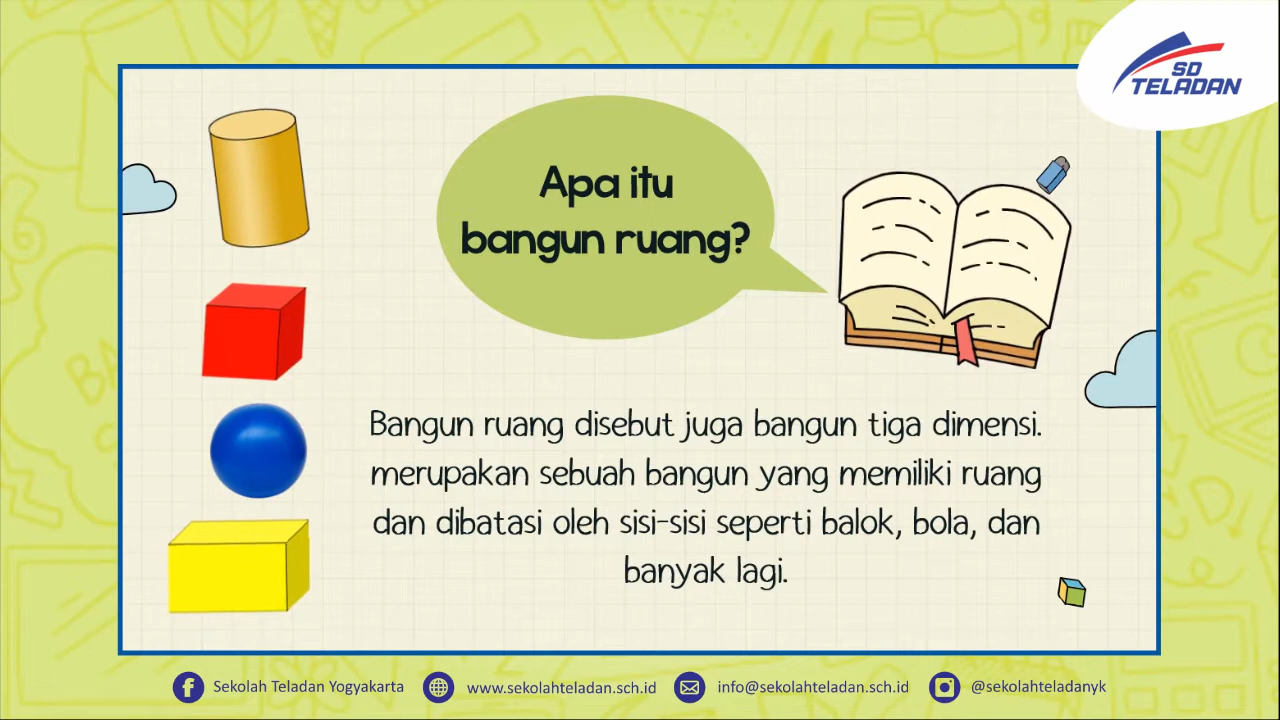 SD
TELADAN
Apa itu
bangun ruang?
Bangun ruang disebut juga bangun tiga dimensi.
merupakan sebuah bangun yang memiliki ruang
dan dibatasi oleh sisi-sisi seperti balok, bola, dan
banyak lagi.
Sekolah Teladan Yogyakarta
www.sekolahteladan.sch.id
info@sekolahteladan.sch.id
@sekolahteladanyk